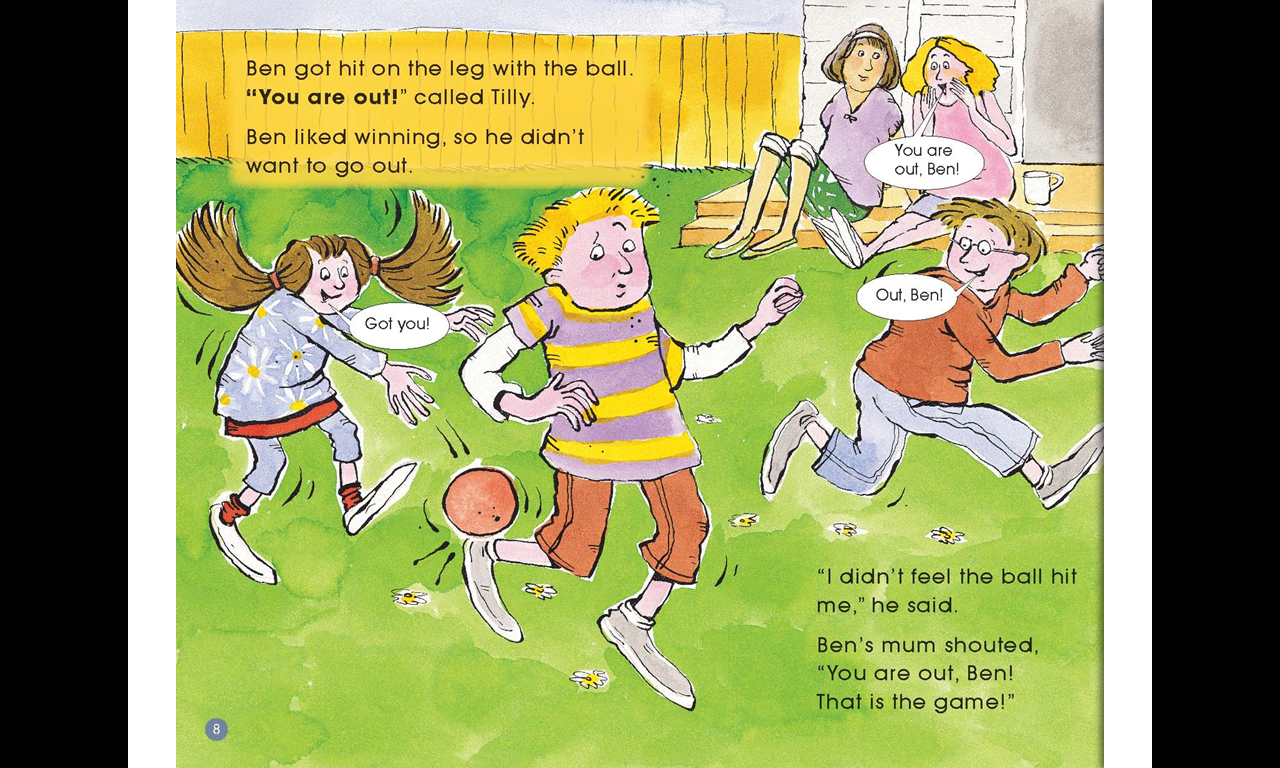 Ben got hit on the leg with the ball.
“You are out!” called Tilly.
Ben liked winning, so he didn’t
want to go out.
You are
out, Ben!
Out, Ben!
Got you!
“I didn’t feel the ball hit
me,” he said.
Ben’s mum shouted,
“You are out, Ben!
That is the game!”
8